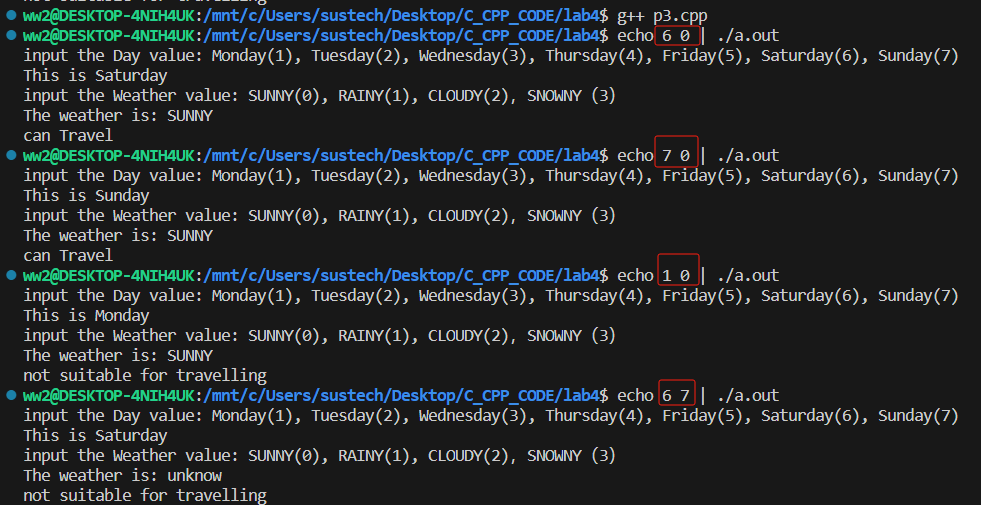 not suitable for travelling
ww2@DESKTOP-4NIH4UK:/mnt/c/Users/sustech/Desktop/C_CPP_CODE/lab4$ g++ p3.cpp
ww2@DESKTOP-4NIH4UK:/mnt/c/Users/sustech/Desktop/C_CPP_CODE/lab4$ echo 6 0 | ./a.out
input the Day value: Monday(1), Tuesday(2), Wednesday(3), Thursday(4), Friday(5), Saturday(6), Sunday(7)
This is Saturday
input the Weather value: SUNNY(0), RAINY(1), CLOUDY(2), SNOWNY (3)
The weather is: SUNNY
can Travel
ww2@DESKTOP-4NIH4UK:/mnt/c/Users/sustech/Desktop/C_CPP_CODE/lab4$ echo 7 0 | ./a.out
input the Day value: Monday(1), Tuesday(2), Wednesday(3), Thursday(4), Friday(5), Saturday(6), Sunday(7)
This is Sunday
input the Weather value: SUNNY(0), RAINY(1), CLOUDY(2), SNOWNY (3)
The weather is: SUNNY
can Travel
ww2@DESKTOP-4NIH4UK:/mnt/c/Users/sustech/Desktop/C_CPP_CODE/lab4$ echo 1 0 | ./a.out
input the Day value: Monday(1), Tuesday(2), Wednesday(3), Thursday(4), Friday(5), Saturday(6), Sunday(7)
This is Monday
input the Weather value: SUNNY(0), RAINY(1), CLOUDY(2), SNOWNY (3)
The weather is: SUNNY
not suitable for travelling
ww2@DESKTOP-4NIH4UK:/mnt/c/Users/sustech/Desktop/C_CPP_CODE/lab4$ echo 6 7 | ./a.out
input the Day value: Monday(1), Tuesday(2), Wednesday(3), Thursday(4), Friday(5), Saturday(6), Sunday(7)
This is Saturday
input the Weather value: SUNNY(0), RAINY(1), CLOUDY(2), SNOWNY (3)
The weather is: unknow
not suitable for travelling